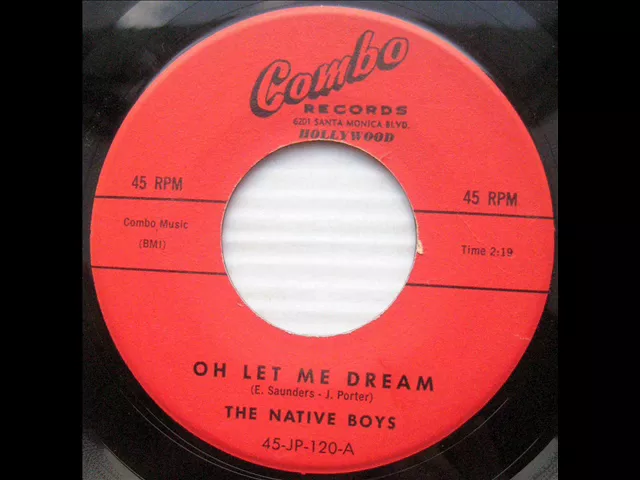 Combo
RECORDS
6201 SANTA MONICA BLVD.
HOLLYWOOD
45 RPM
45 RPM
Combo Music
(BMI)
Time 2:19
OH LET ME DREAM
(E. Saunders - J. Porter)
THE NATIVE BOYS
45-JP-120-A